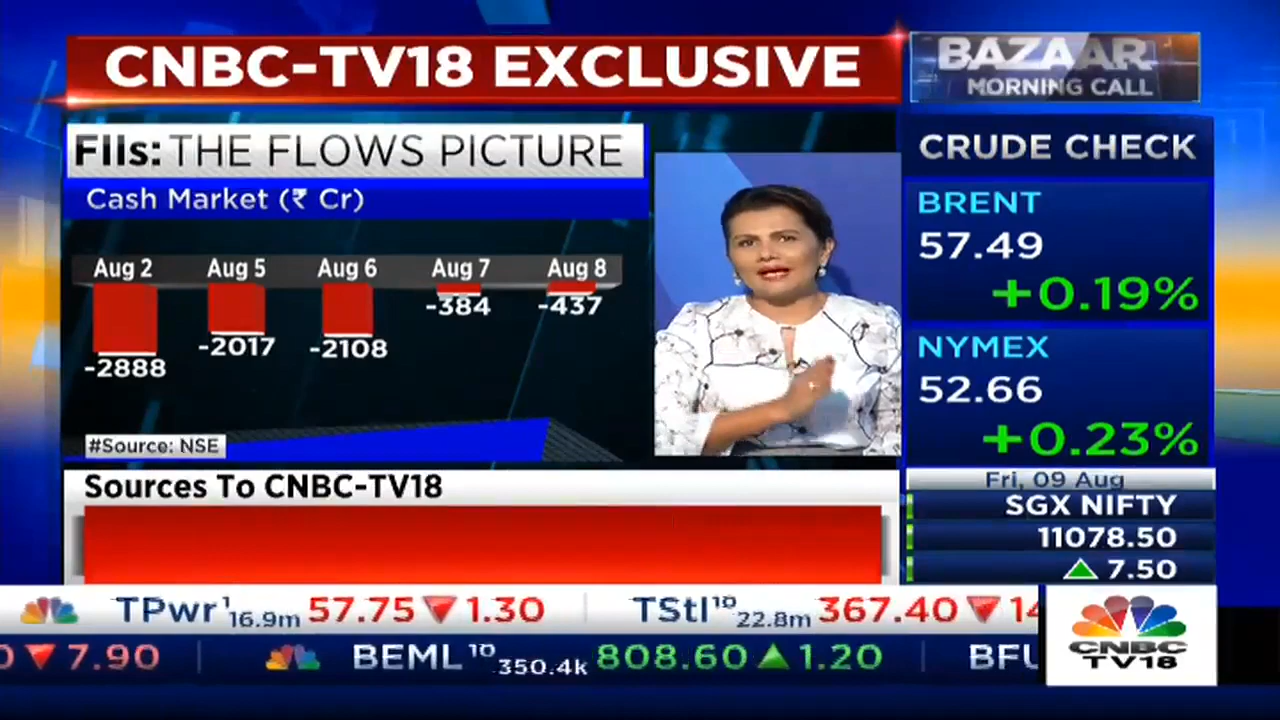 CNBC-TV18 EXCLUSIVE
BAZAAR
MORNING CALL
FIIs: THE FLOWS PICTURE
Cash Market (₹ Cr)
Aug 2 Aug 5 Aug 6 Aug 7 Aug 8
-2888 -2017 -2108 -384 -437
#Source: NSE
CRUDE CHECK
BRENT
57.49
+0.19%
NYMEX
52.66
+0.23%
Fri, 09 Aug
SGX NIFTY
11078.50
▲ 7.50
Sources To CNBC-TV18
TPwr¹ 16.9m 57.75 ▼ 1.30 TStl¹⁰ 22.8m 367.40 ▼
▼ 7.90 BEML¹⁰ 350.4k 808.60 ▲ 1.20
CNBC
TV18